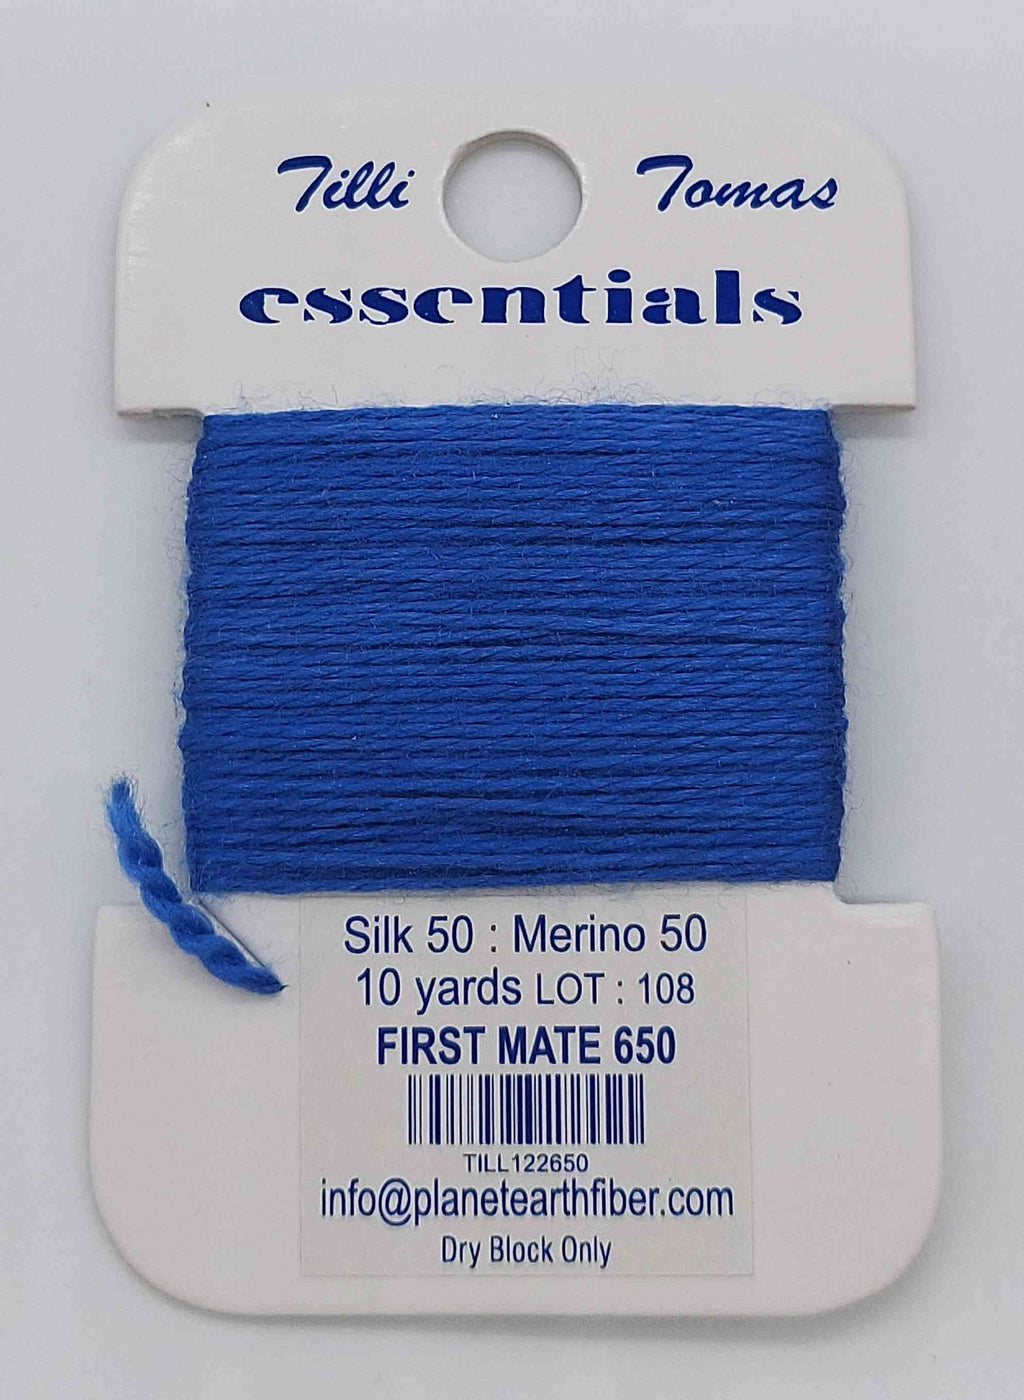 Tilli Tomas
essentials
Silk 50 : Merino 50
10 yards LOT : 108
FIRST MATE 650
TILL122650
info@planetearthfiber.com
Dry Block Only